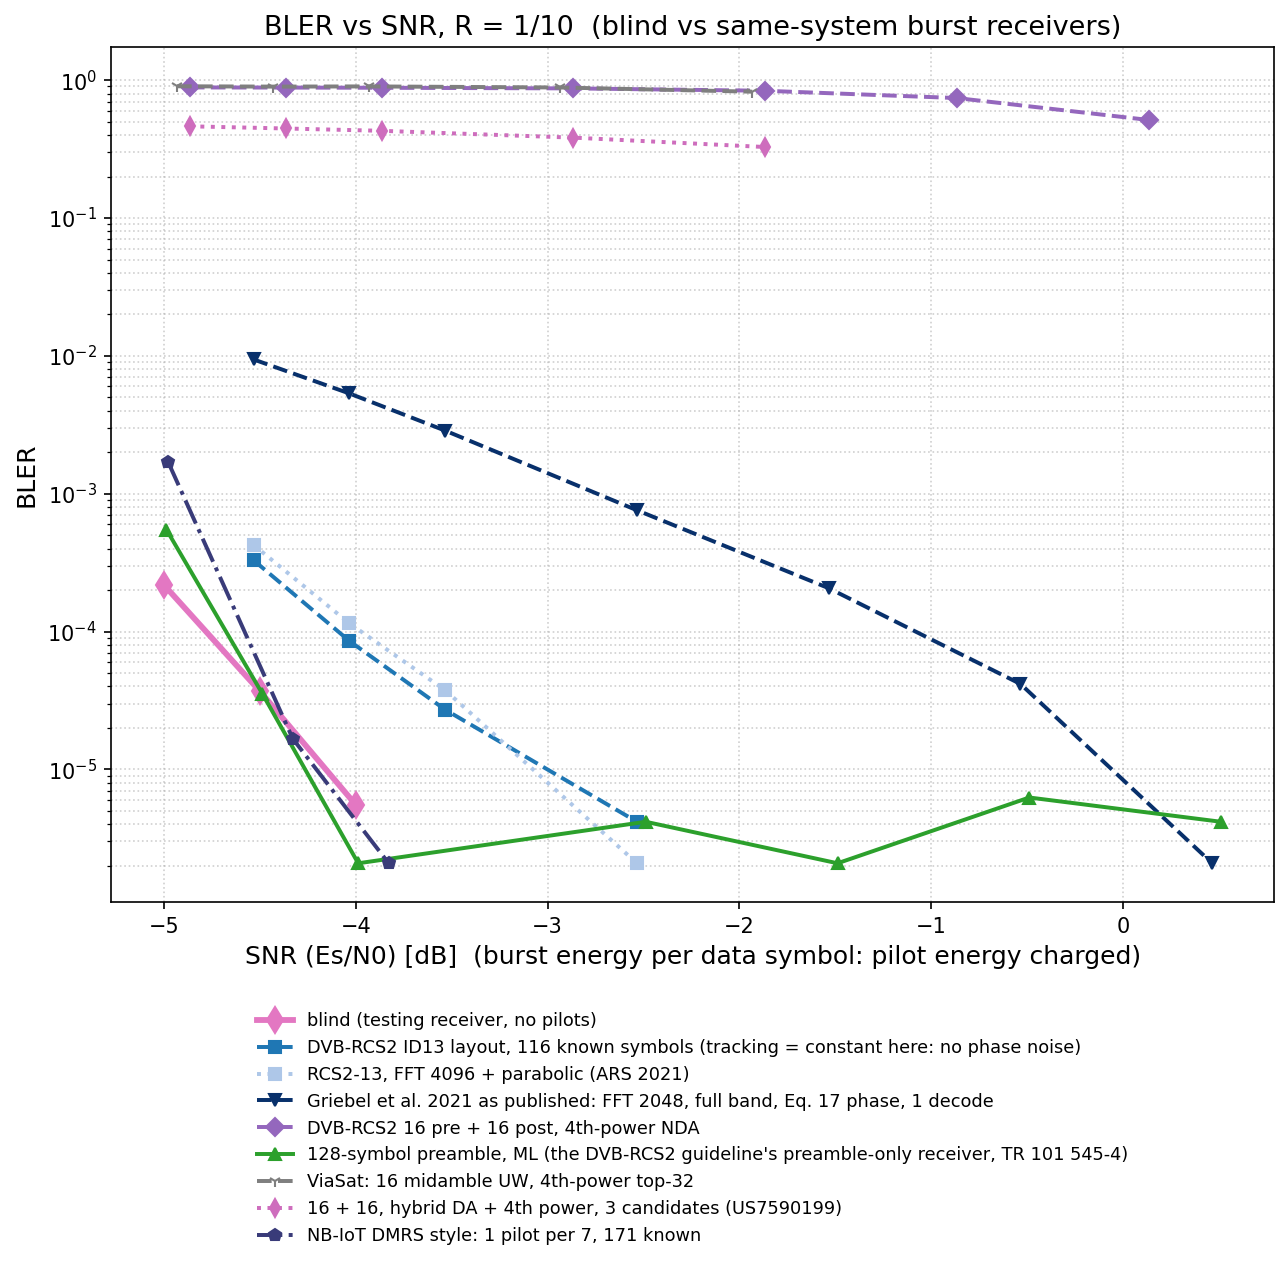 BLER vs SNR, R = 1/10  (blind vs same-system burst receivers)
10⁰
10⁻¹
10⁻²
10⁻³
10⁻⁴
10⁻⁵
BLER
−5 −4 −3 −2 −1 0
SNR (Es/N0) [dB]  (burst energy per data symbol: pilot energy charged)
blind (testing receiver, no pilots)
DVB-RCS2 ID13 layout, 116 known symbols (tracking = constant here: no phase noise)
RCS2-13, FFT 4096 + parabolic (ARS 2021)
Griebel et al. 2021 as published: FFT 2048, full band, Eq. 17 phase, 1 decode
DVB-RCS2 16 pre + 16 post, 4th-power NDA
128-symbol preamble, ML (the DVB-RCS2 guideline's preamble-only receiver, TR 101 545-4)
ViaSat: 16 midamble UW, 4th-power top-32
16 + 16, hybrid DA + 4th power, 3 candidates (US7590199)
NB-IoT DMRS style: 1 pilot per 7, 171 known